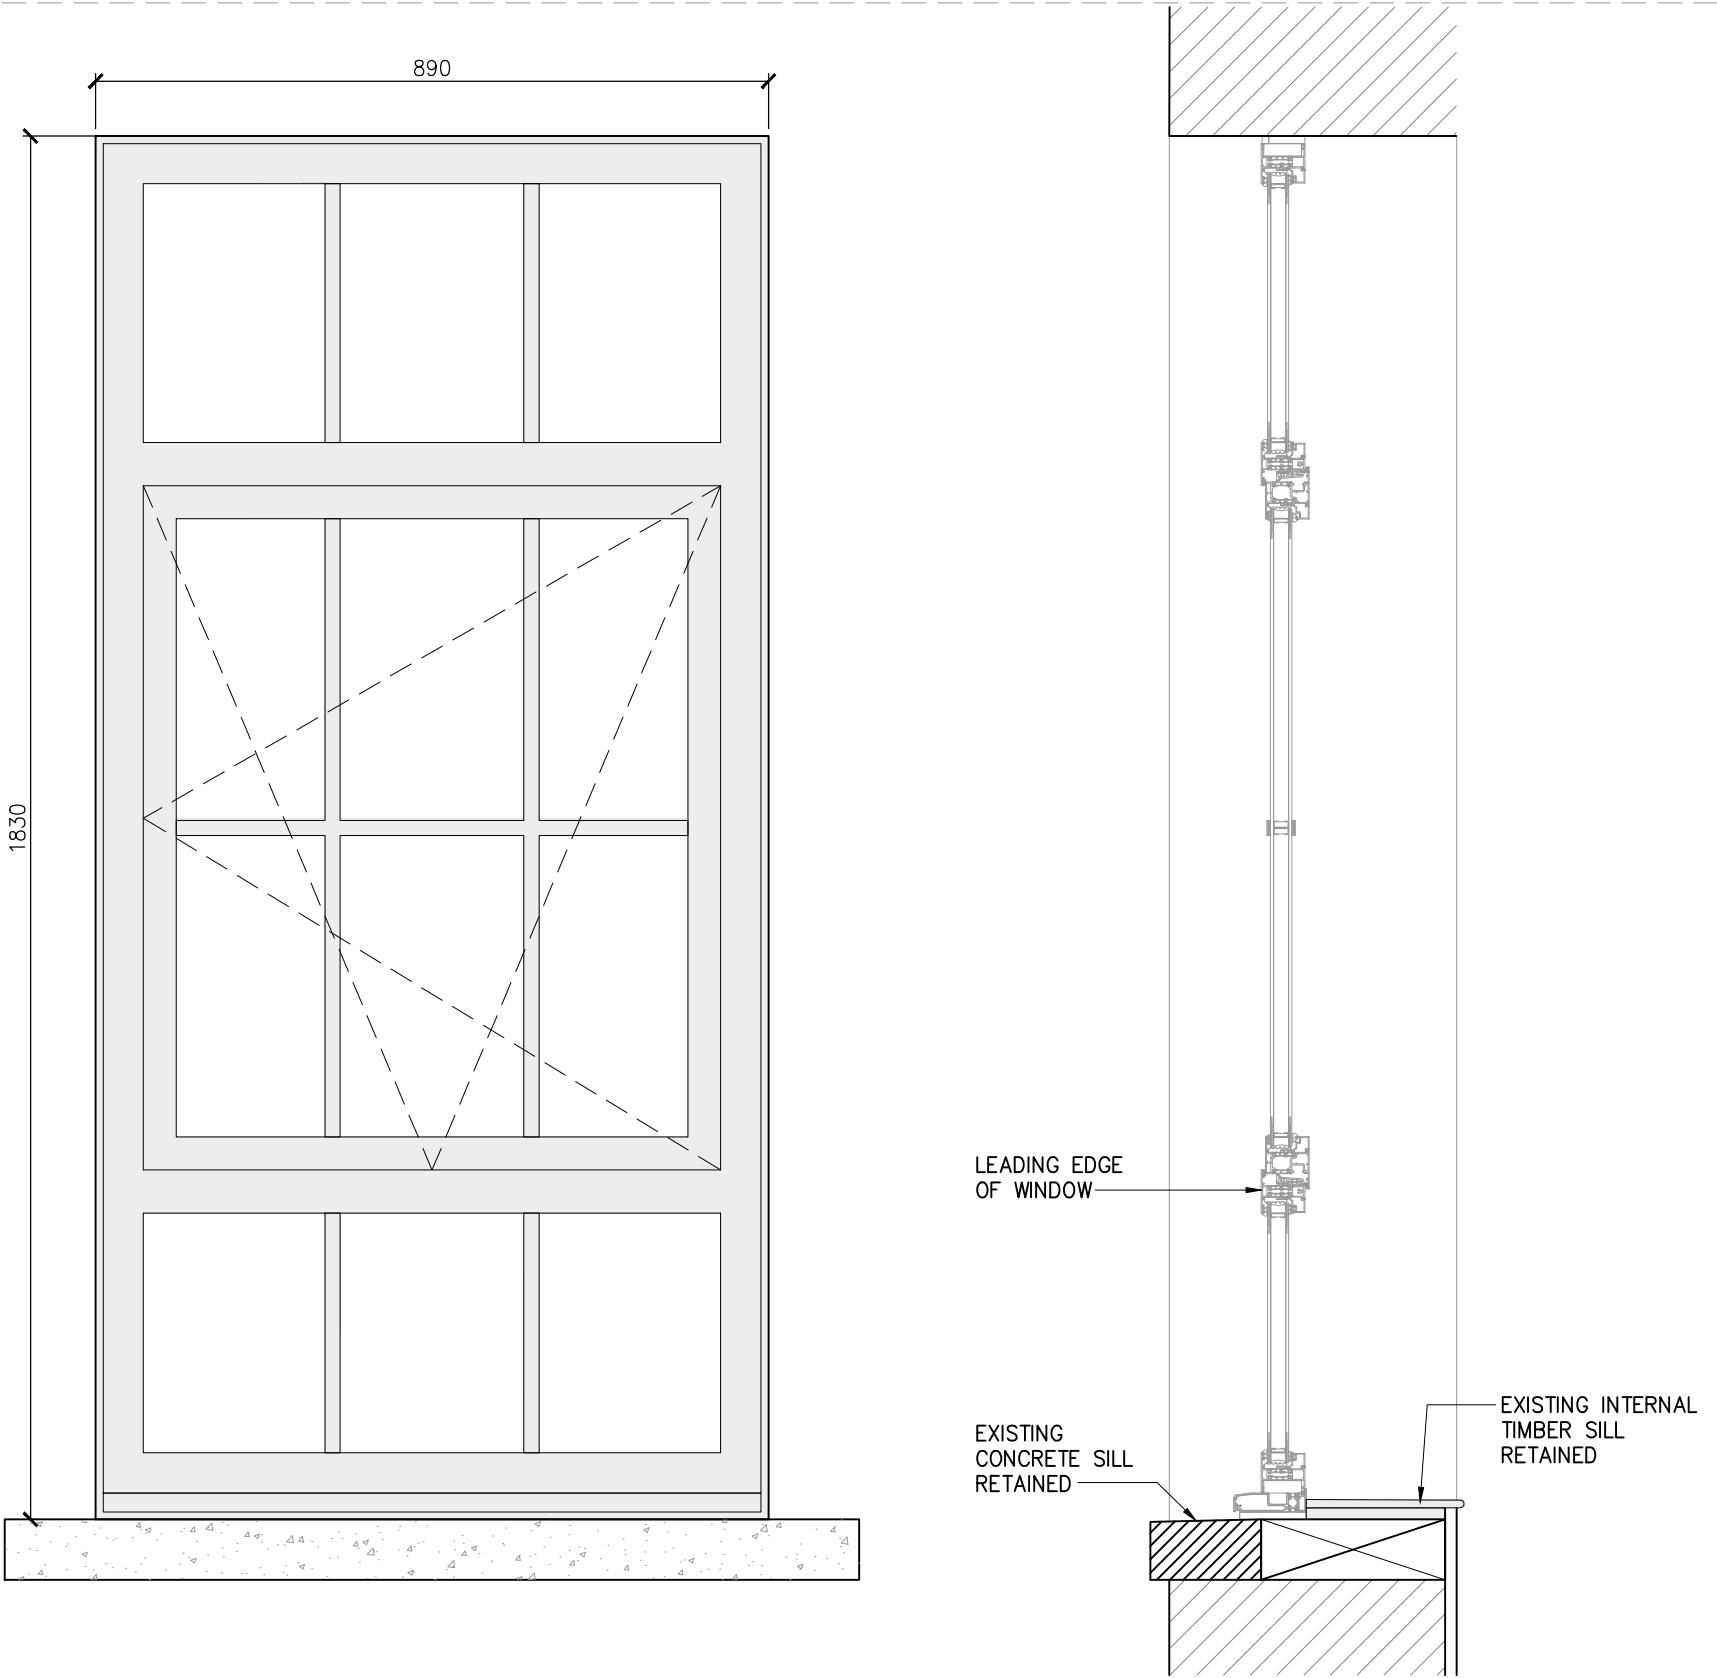 890
1830
LEADING EDGE
OF WINDOW
EXISTING
CONCRETE SILL
RETAINED
EXISTING INTERNAL
TIMBER SILL
RETAINED